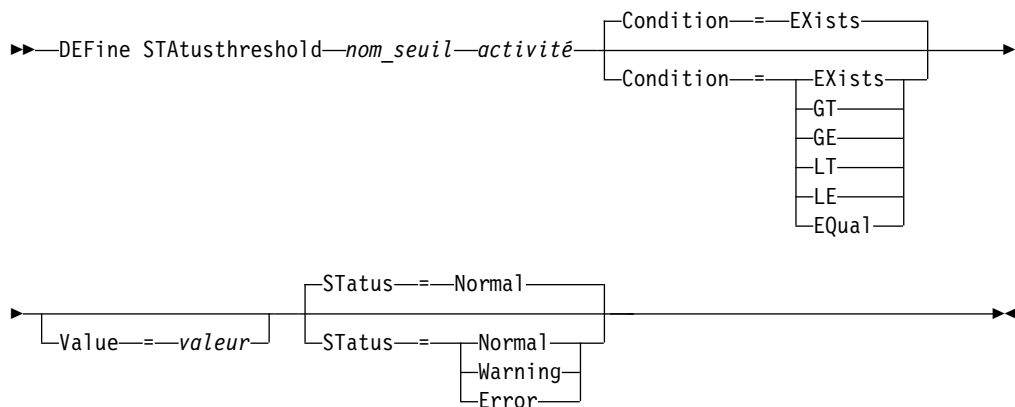 Condition = EXists
DEFine STAtusthreshold nom_seuil activité
Condition = EXists
GT
GE
LT
LE
EQual
STatus = Normal
Value = valeur
STatus = Normal
Warning
Error